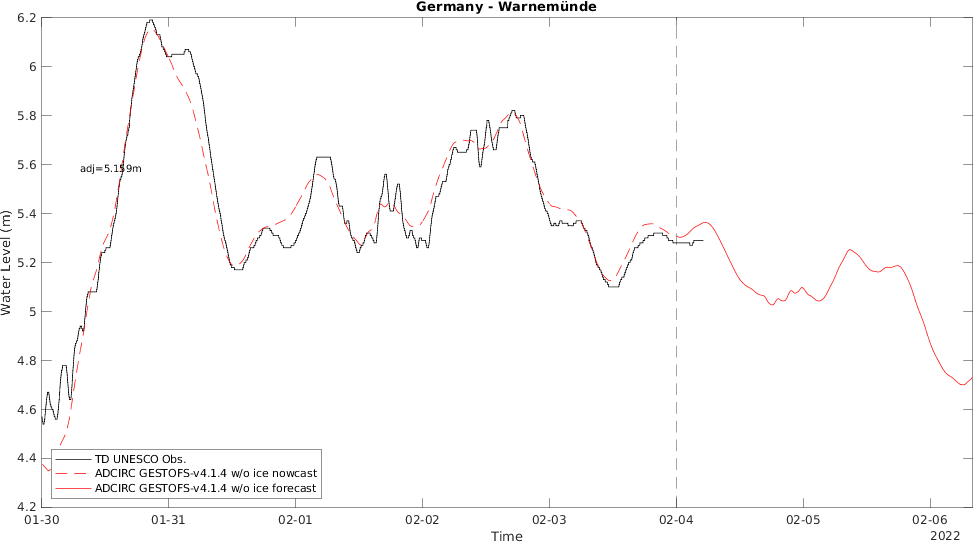 Germany - Warnemünde
6.2
6
5.8
5.6
5.4
5.2
5
4.8
4.6
4.4
4.2
Water Level (m)
adj=5.159m
TD UNESCO Obs.
ADCIRC GESTOFS-v4.1.4 w/o ice nowcast
ADCIRC GESTOFS-v4.1.4 w/o ice forecast
01-30 01-31 02-01 02-02 02-03 02-04 02-05 02-06
Time 2022